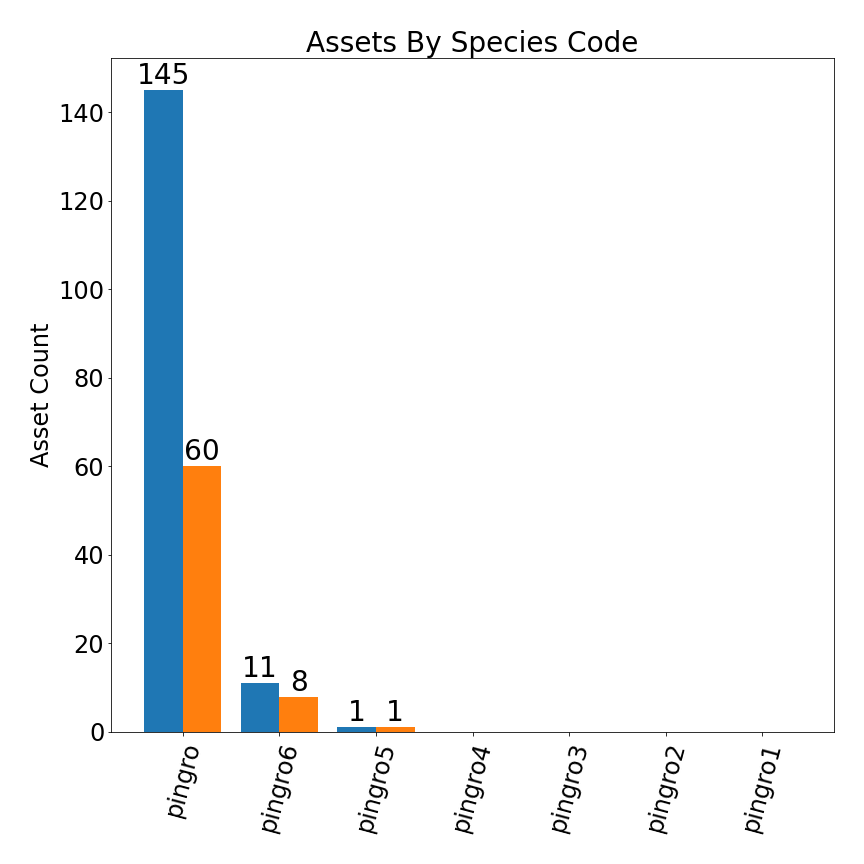 Assets By Species Code
145
140
120
100
80
60
60
40
20
11
8
1
1
0
Asset Count
pingro
pingro6
pingro5
pingro4
pingro3
pingro2
pingro1